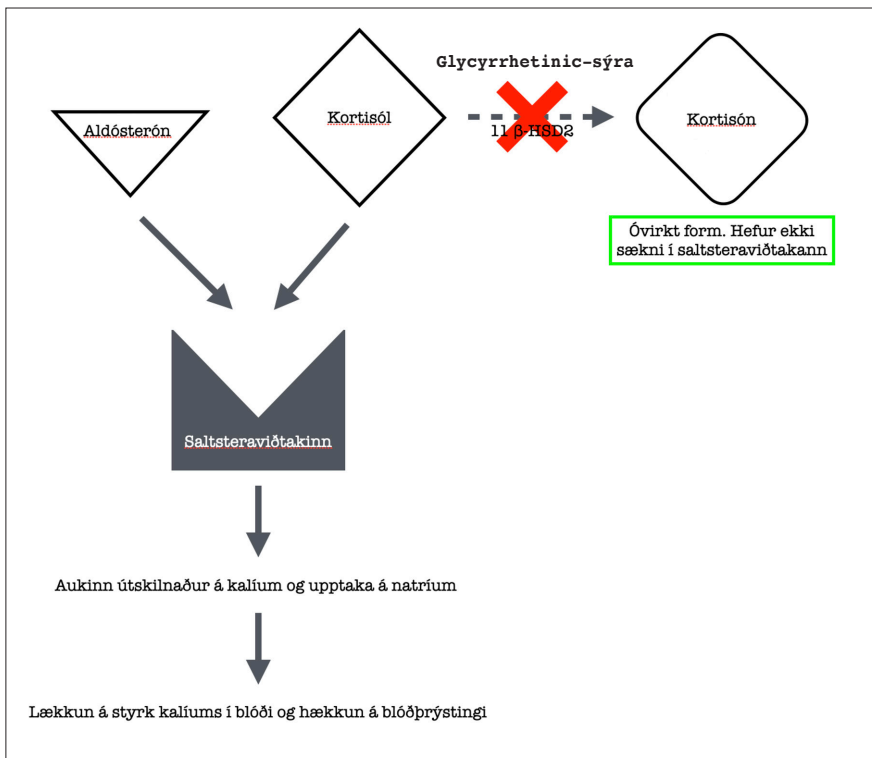 Glycyrrhetinic-sýra
Aldósterón
Kortisól
11 β-HSD2
Kortisón
Óvirkt form. Hefur ekki
sækni í saltsteraviðtakann
Saltsteraviðtakinn
Aukinn útskilnaður á kalíum og upptaka á natríum
Lækkun á styrk kalíums í blóði og hækkun á blóðþrýstingi